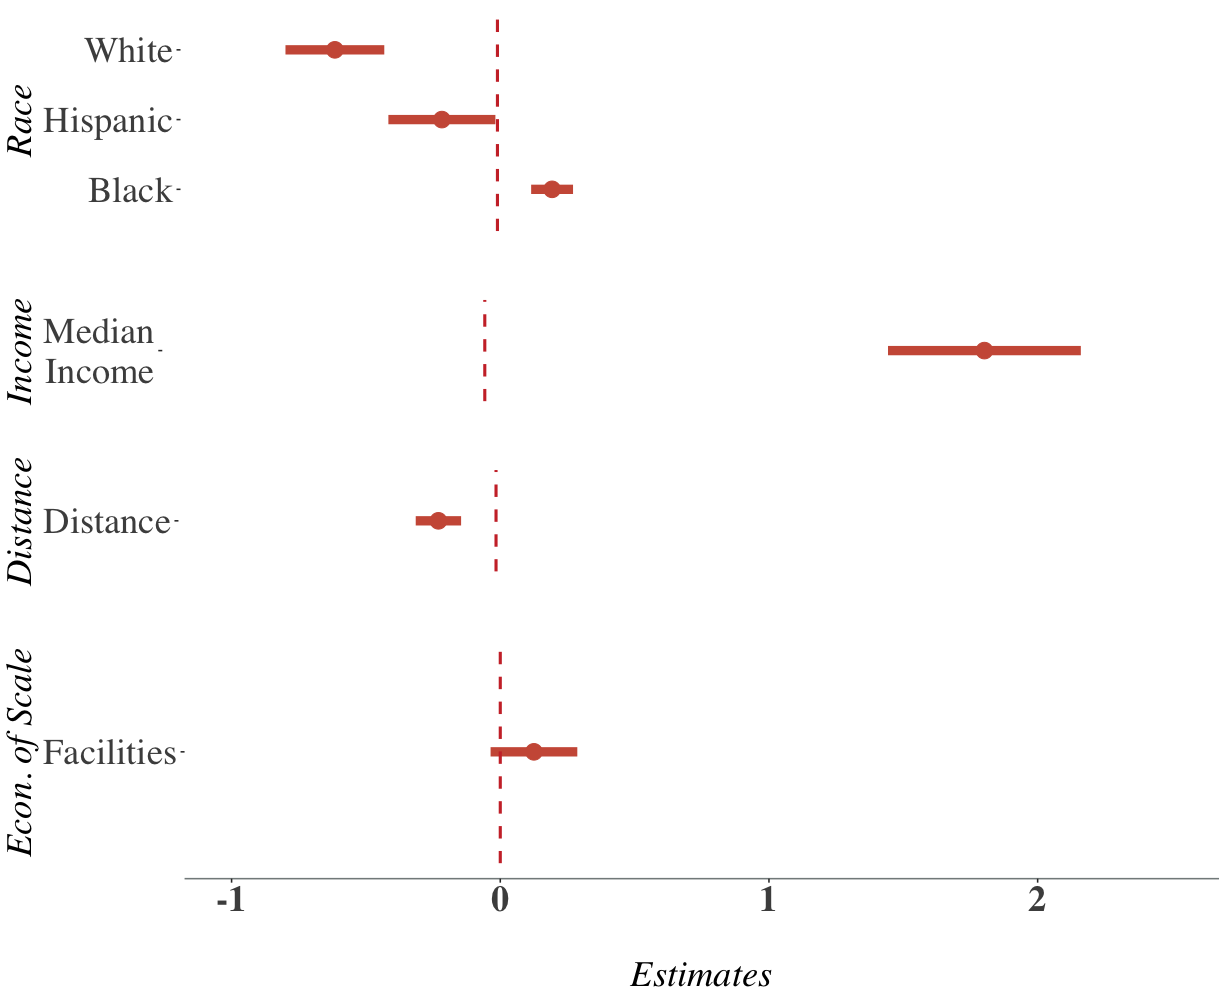 Race
White
Hispanic
Black
Income
Median
Income
Distance
Distance
Econ. of Scale
Facilities
-1 0 1 2
Estimates